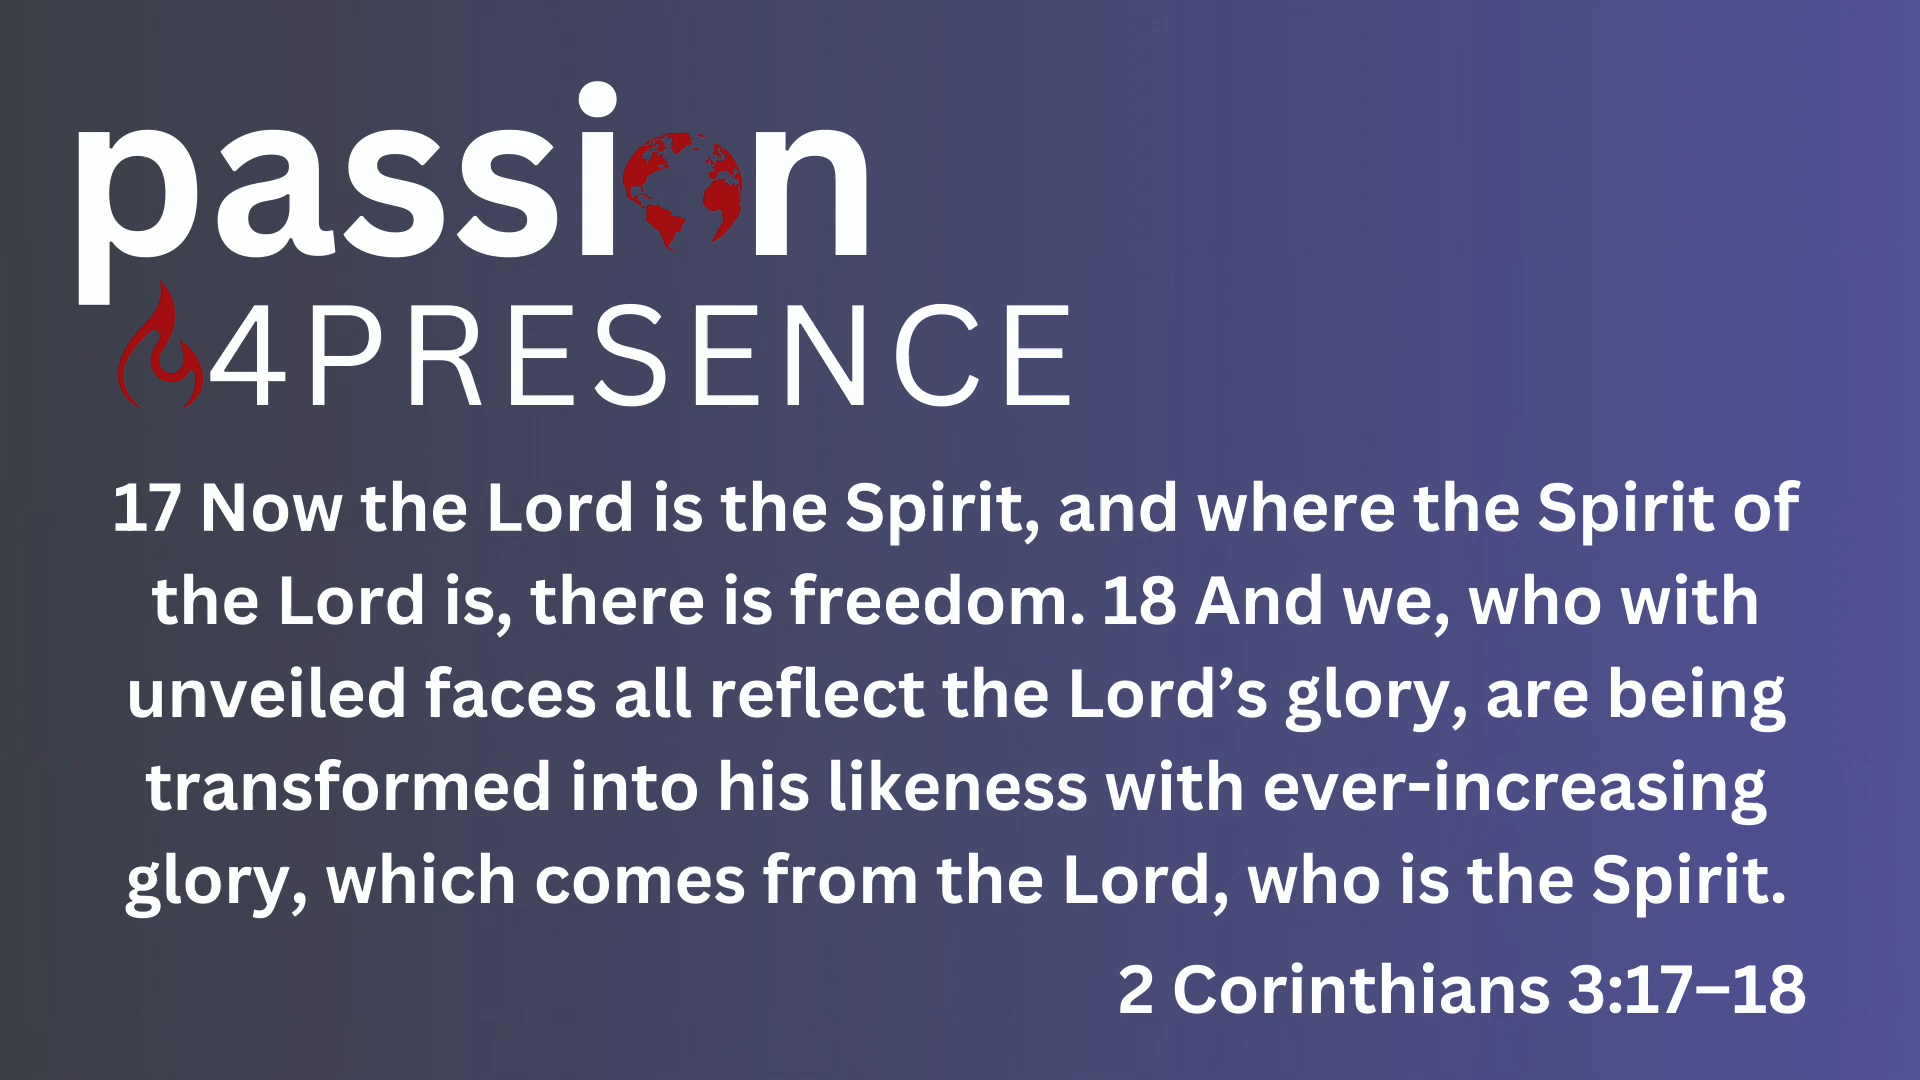 passion
4PRESENCE
17 Now the Lord is the Spirit, and where the Spirit of
the Lord is, there is freedom. 18 And we, who with
unveiled faces all reflect the Lord’s glory, are being
transformed into his likeness with ever-increasing
glory, which comes from the Lord, who is the Spirit.
2 Corinthians 3:17–18